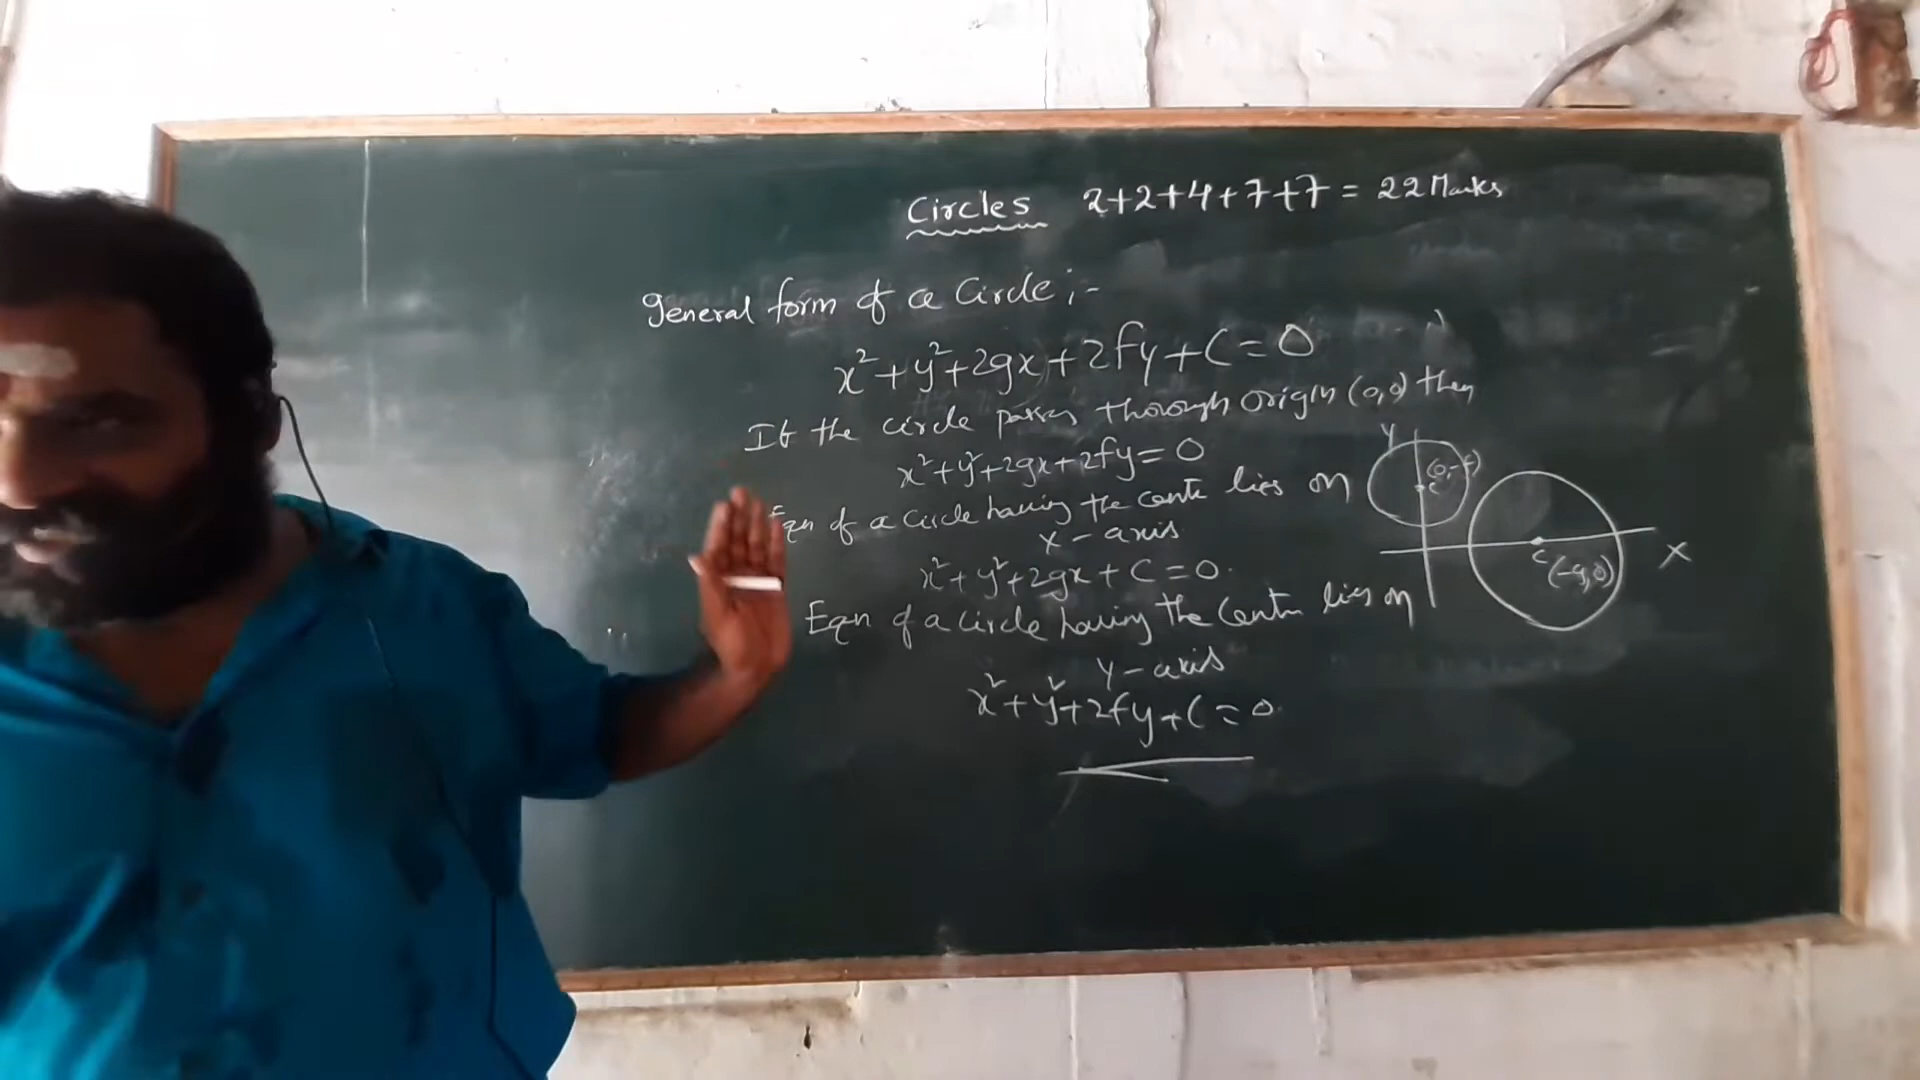 Circles 2+2+4+7+7 = 22 Marks
General form of a Circle ;-
x²+y²+2gx+2fy+C=0
If the circle passes thorough origin (0,0) then
x²+y²+2gx+2fy=0
Eqn of a Circle having the centre lies on
x-axis
x²+y²+2gx+C=0
Eqn of a Circle having the Centre lies on
y-axis
x²+y²+2fy+C=0
Y
(0,-f)
C
X
C
(-g,0)